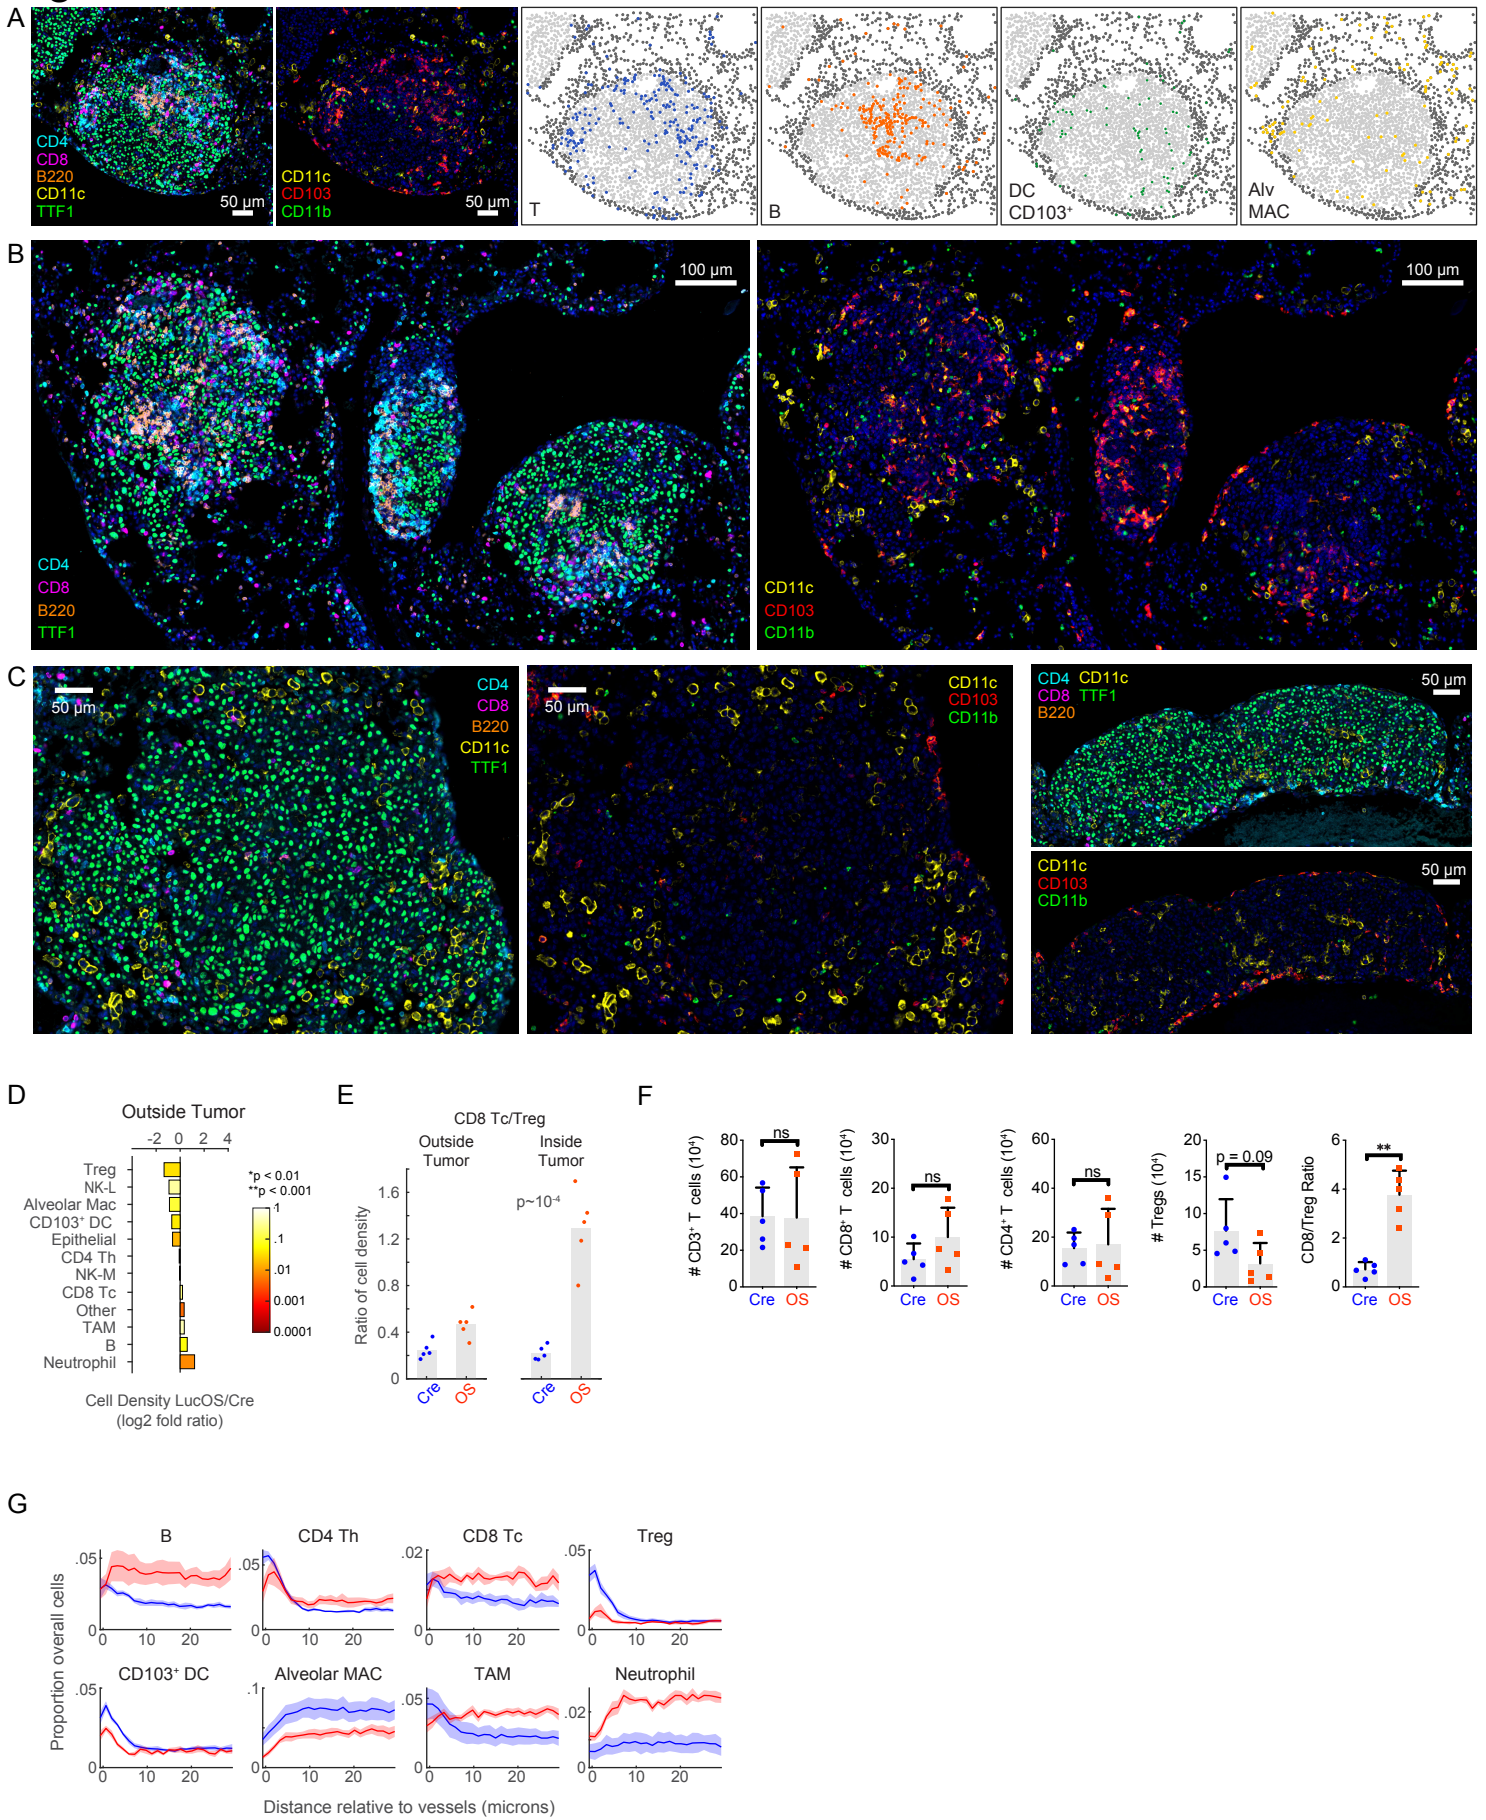 A
CD4
CD8
B220
CD11c
TTF1
50 µm
CD11c
CD103
CD11b
50 µm
T
B
DC
CD103⁺
Alv
MAC
B
100 µm
CD4
CD8
B220
TTF1
100 µm
CD11c
CD103
CD11b
C
50 µm
CD4
CD8
B220
CD11c
TTF1
50 µm
CD11c
CD103
CD11b
CD4 CD11c
CD8 TTF1
B220
50 µm
CD11c
CD103
CD11b
50 µm
D
Outside Tumor
-2 0 2 4
Treg
NK-L
Alveolar Mac
CD103⁺ DC
Epithelial
CD4 Th
NK-M
CD8 Tc
Other
TAM
B
Neutrophil
*p < 0.01
**p < 0.001
1
.1
.01
0.001
0.0001
Cell Density LucOS/Cre
(log2 fold ratio)
E
CD8 Tc/Treg
Outside
Tumor
Inside
Tumor
p~10⁻⁴
Ratio of cell density
1.6
1.2
0.8
0.4
0
Cre OS
Cre OS
F
# CD3⁺ T cells (10⁴)
80
60
40
20
0
ns
Cre OS
# CD8⁺ T cells (10⁴)
30
20
10
0
ns
Cre OS
# CD4⁺ T cells (10⁴)
60
40
20
0
ns
Cre OS
# Tregs (10⁴)
20
15
10
5
0
p = 0.09
Cre OS
CD8/Treg Ratio
6
4
2
0
**
Cre OS
G
Proportion overall cells
B
.05
0
0 10 20
CD4 Th
.05
0
0 10 20
CD8 Tc
.02
0
0 10 20
Treg
.05
0
0 10 20
CD103⁺ DC
.05
0
0 10 20
Alveolar MAC
.1
0
0 10 20
TAM
.05
0
0 10 20
Neutrophil
.02
0
0 10 20
Distance relative to vessels (microns)